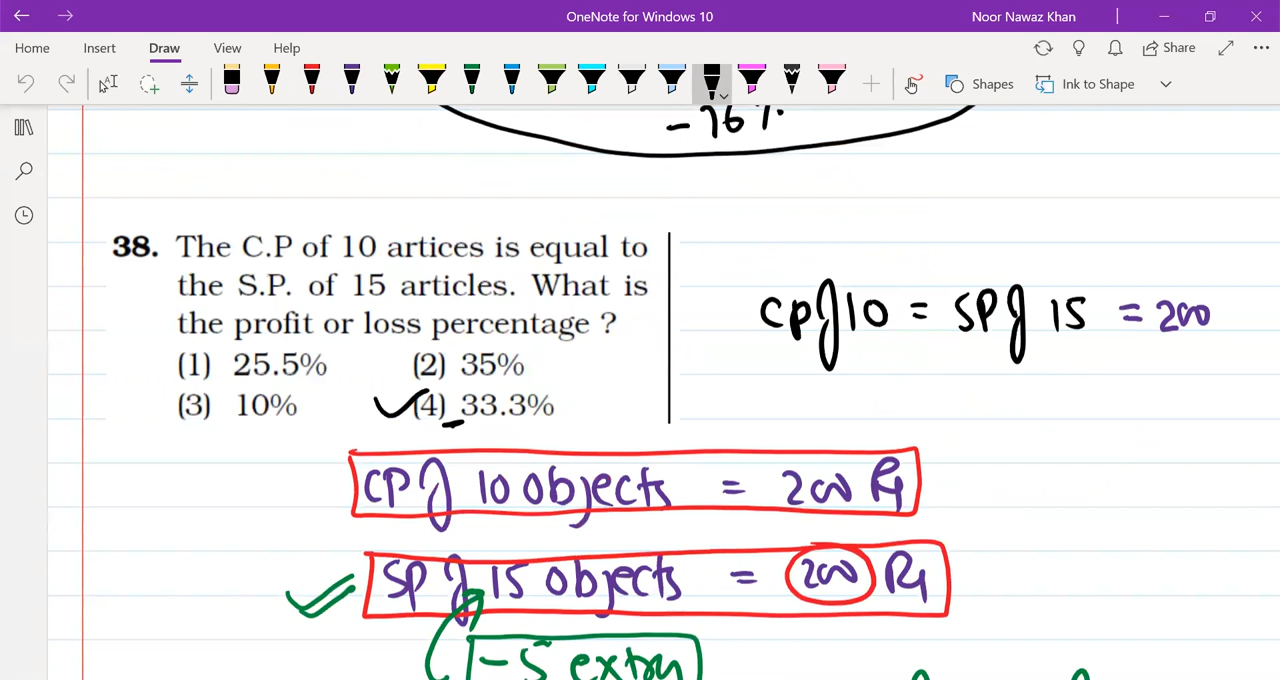 OneNote for Windows 10
Noor Nawaz Khan
Home Insert Draw View Help
Share
Shapes Ink to Shape
-76%
38. The C.P of 10 artices is equal to
the S.P. of 15 articles. What is
the profit or loss percentage ?
(1) 25.5% (2) 35%
(3) 10% (4) 33.3%
CP of 10 = SP of 15 = 200
CP of 10 objects = 200 Rs
SP of 15 objects = 200 Rs
-5 extra